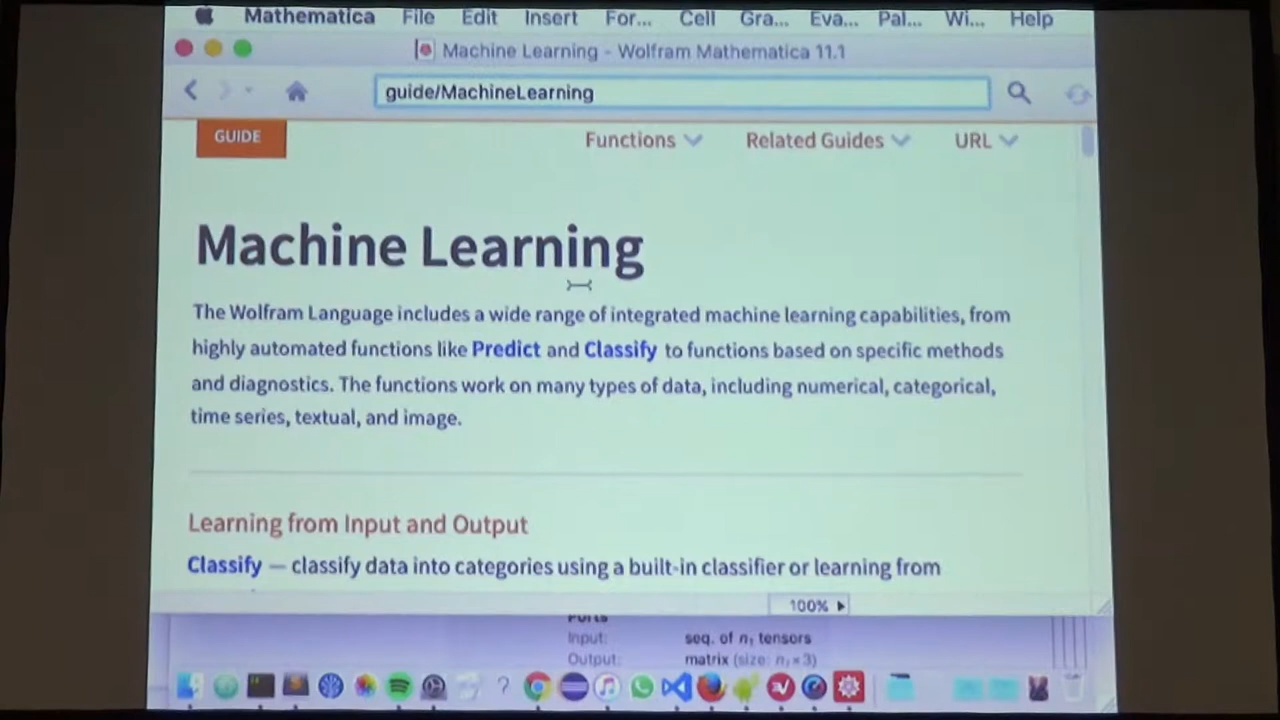 Mathematica File Edit Insert For... Cell Gra... Eva... Pal... Wi... Help
Machine Learning - Wolfram Mathematica 11.1
guide/MachineLearning
GUIDE Functions Related Guides URL
Machine Learning
The Wolfram Language includes a wide range of integrated machine learning capabilities, from
highly automated functions like Predict and Classify to functions based on specific methods
and diagnostics. The functions work on many types of data, including numerical, categorical,
time series, textual, and image.
Learning from Input and Output
Classify — classify data into categories using a built-in classifier or learning from
100%
Ports
Input: seq. of n₁ tensors
Output: matrix (size: n₁×3)